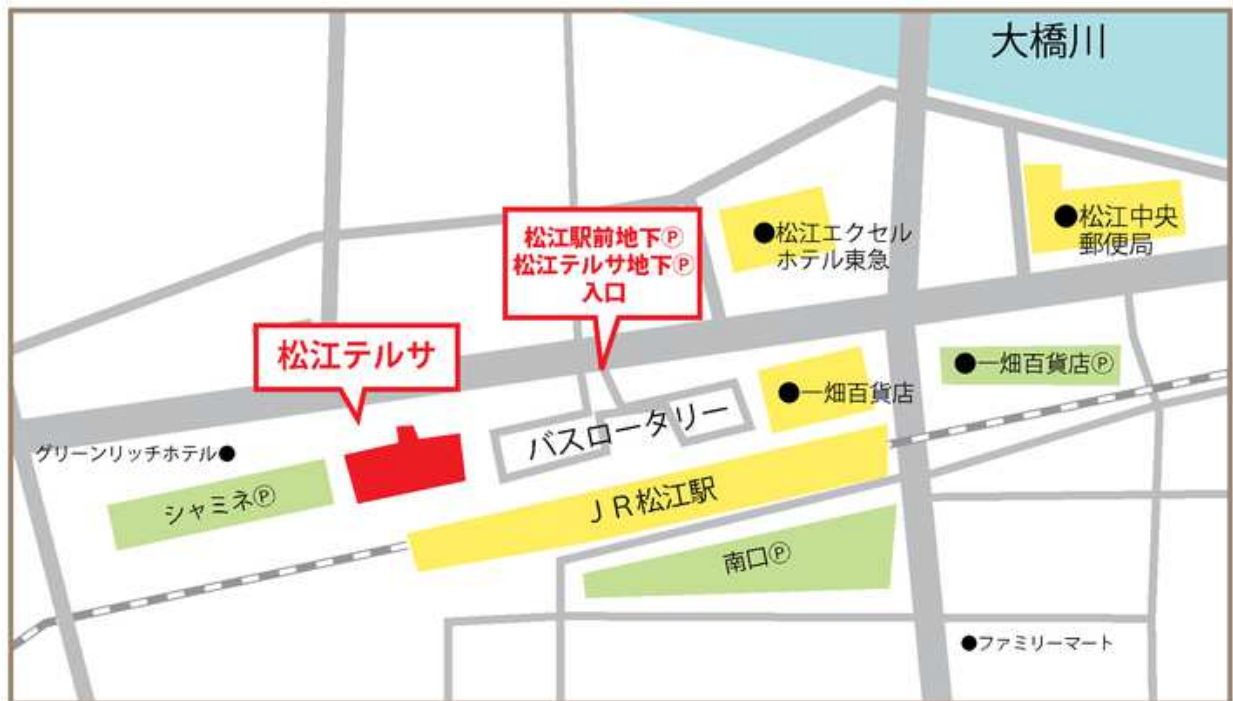 大橋川
松江駅前地下Ⓟ
松江テルサ地下Ⓟ
入口
●松江エクセル
ホテル東急
●松江中央
郵便局
松江テルサ
●一畑百貨店Ⓟ
●一畑百貨店
バスロータリー
グリーンリッチホテル●
シャミネⓅ
JR松江駅
南口Ⓟ
●ファミリーマート